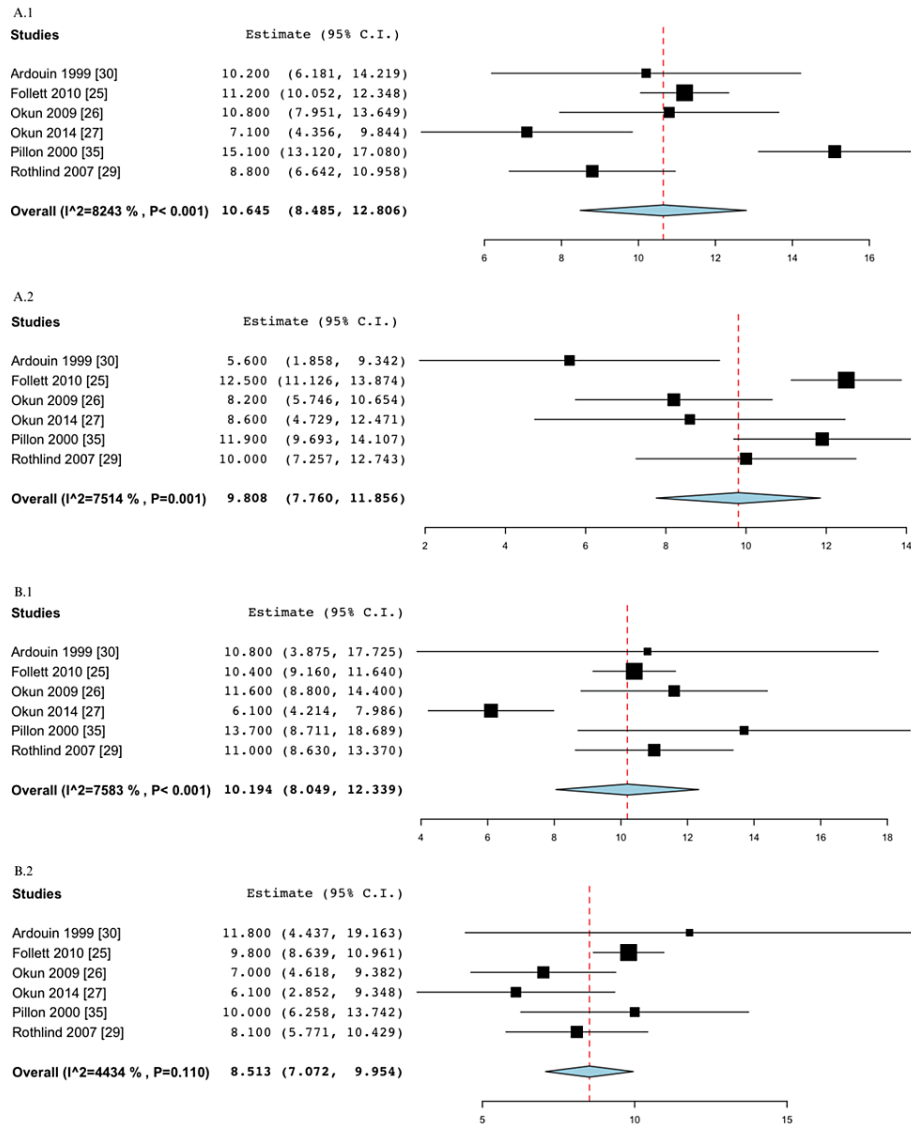 A.1
Studies Estimate (95% C.I.)
Ardouin 1999 [30] 10.200 (6.181, 14.219)
Follett 2010 [25] 11.200 (10.052, 12.348)
Okun 2009 [26] 10.800 (7.951, 13.649)
Okun 2014 [27] 7.100 (4.356, 9.844)
Pillon 2000 [35] 15.100 (13.120, 17.080)
Rothlind 2007 [29] 8.800 (6.642, 10.958)
Overall (I^2=8243 % , P< 0.001) 10.645 (8.485, 12.806)
6 8 10 12 14 16
A.2
Studies Estimate (95% C.I.)
Ardouin 1999 [30] 5.600 (1.858, 9.342)
Follett 2010 [25] 12.500 (11.126, 13.874)
Okun 2009 [26] 8.200 (5.746, 10.654)
Okun 2014 [27] 8.600 (4.729, 12.471)
Pillon 2000 [35] 11.900 (9.693, 14.107)
Rothlind 2007 [29] 10.000 (7.257, 12.743)
Overall (I^2=7514 % , P=0.001) 9.808 (7.760, 11.856)
2 4 6 8 10 12 14
B.1
Studies Estimate (95% C.I.)
Ardouin 1999 [30] 10.800 (3.875, 17.725)
Follett 2010 [25] 10.400 (9.160, 11.640)
Okun 2009 [26] 11.600 (8.800, 14.400)
Okun 2014 [27] 6.100 (4.214, 7.986)
Pillon 2000 [35] 13.700 (8.711, 18.689)
Rothlind 2007 [29] 11.000 (8.630, 13.370)
Overall (I^2=7583 % , P< 0.001) 10.194 (8.049, 12.339)
4 6 8 10 12 14 16 18
B.2
Studies Estimate (95% C.I.)
Ardouin 1999 [30] 11.800 (4.437, 19.163)
Follett 2010 [25] 9.800 (8.639, 10.961)
Okun 2009 [26] 7.000 (4.618, 9.382)
Okun 2014 [27] 6.100 (2.852, 9.348)
Pillon 2000 [35] 10.000 (6.258, 13.742)
Rothlind 2007 [29] 8.100 (5.771, 10.429)
Overall (I^2=4434 % , P=0.110) 8.513 (7.072, 9.954)
5 10 15